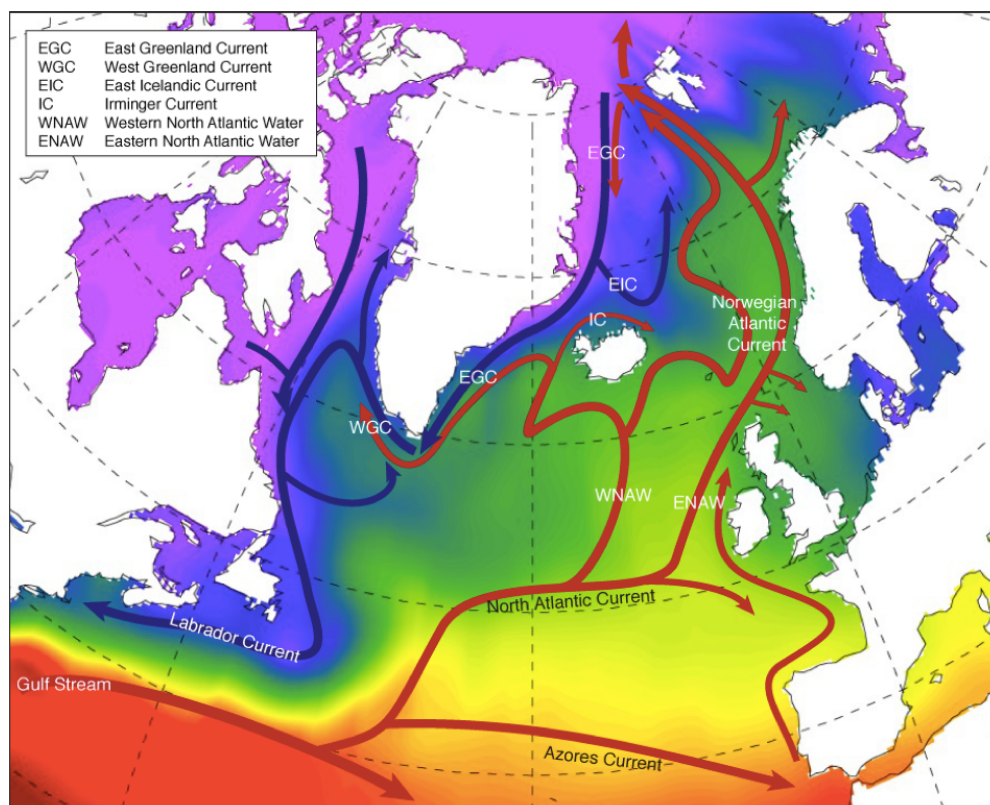 EGC East Greenland Current
WGC West Greenland Current
EIC East Icelandic Current
IC Irminger Current
WNAW Western North Atlantic Water
ENAW Eastern North Atlantic Water
EGC
EIC
Norwegian
Atlantic
Current
IC
EGC
WGC
WNAW
ENAW
North Atlantic Current
Labrador Current
Gulf Stream
Azores Current